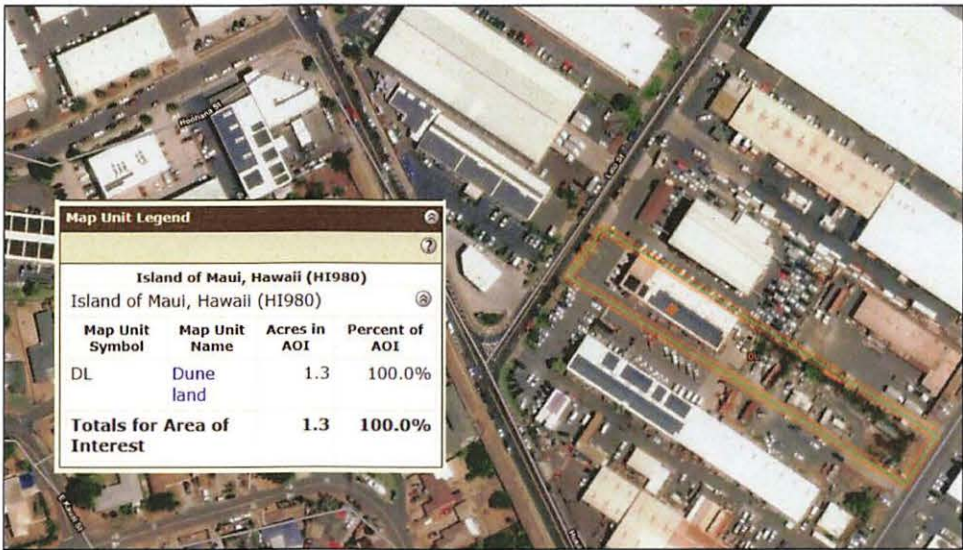 Hoohana St
Map Unit Legend
Island of Maui, Hawaii (HI980)
Island of Maui, Hawaii (HI980)
Map Unit Symbol
Map Unit Name
Acres in AOI
Percent of AOI
DL
Dune land
1.3
100.0%
Totals for Area of Interest
1.3
100.0%